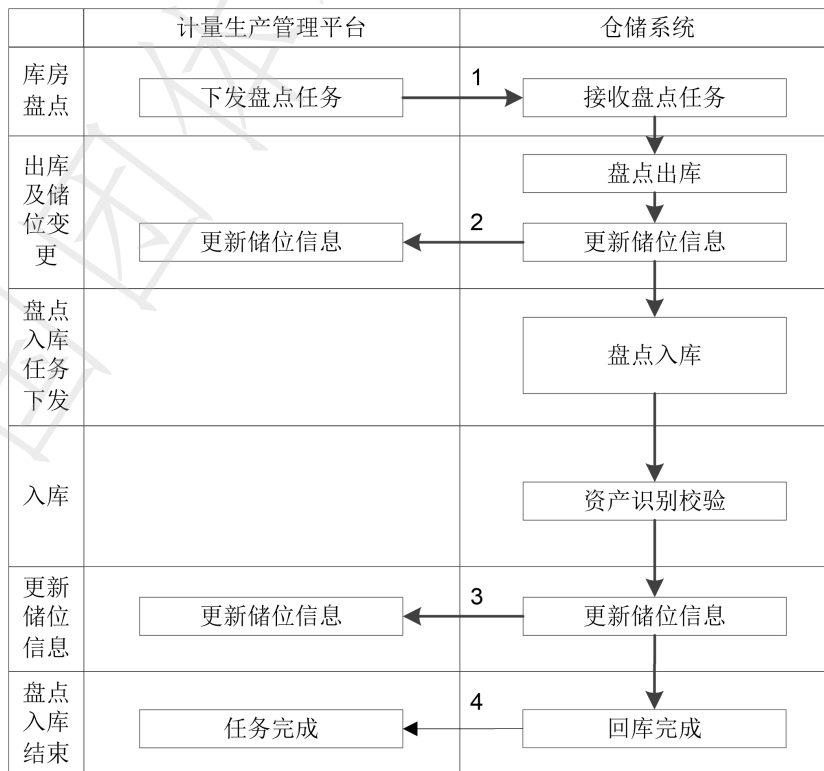 计量生产管理平台
仓储系统
库房
盘点
下发盘点任务
1
接收盘点任务
出库
及储
位变
更
盘点出库
更新储位信息
2
更新储位信息
盘点
入库
任务
下发
盘点入库
入库
资产识别校验
更新
储位
信息
更新储位信息
3
更新储位信息
盘点
入库
结束
任务完成
4
回库完成